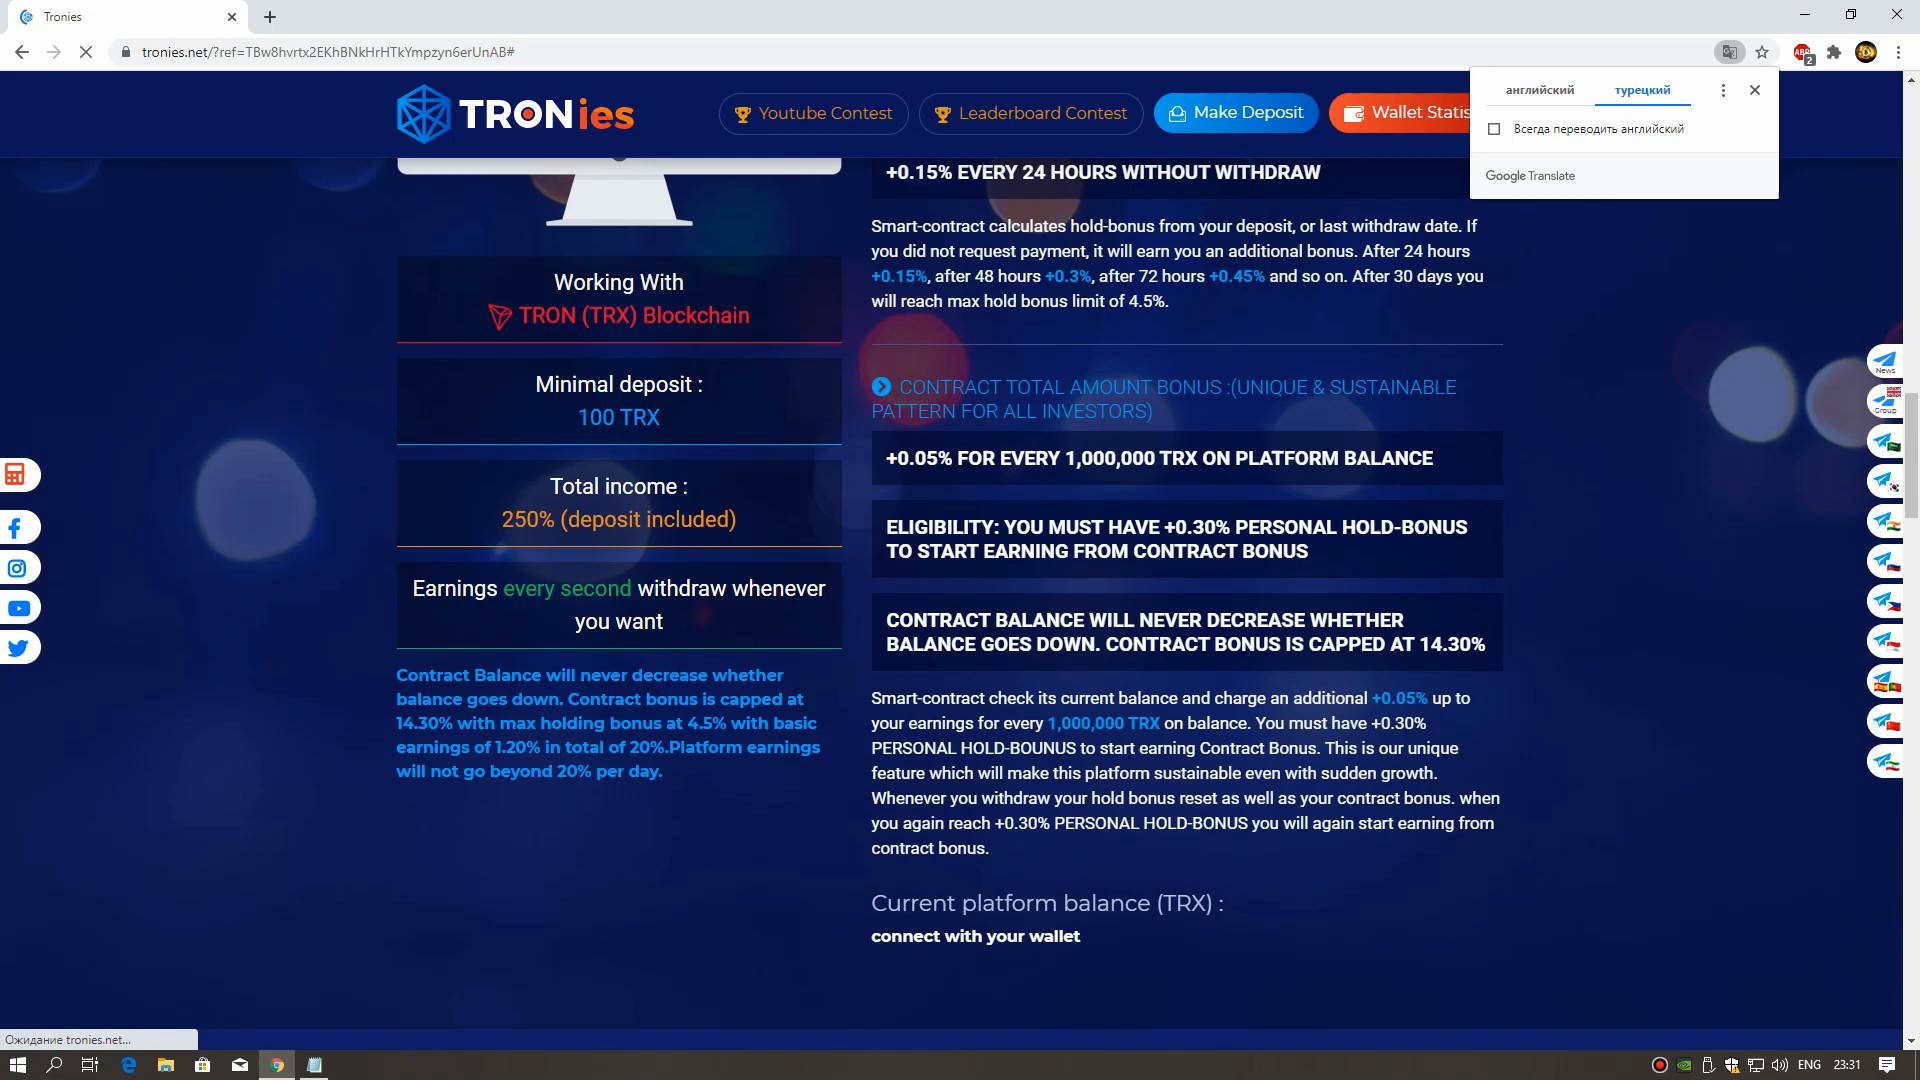 Tronies
tronies.net/?ref=TBw8hvrtx2EKhBNkHrHTkYmpzyn6erUnAB#
ABP
2
английский
турецкий
Всегда переводить английский
Google Translate
TRONies
Youtube Contest
Leaderboard Contest
Make Deposit
Wallet Statis
Working With
TRON (TRX) Blockchain
Minimal deposit :
100 TRX
Total income :
250% (deposit included)
Earnings every second withdraw whenever
you want
Contract Balance will never decrease whether
balance goes down. Contract bonus is capped at
14.30% with max holding bonus at 4.5% with basic
earnings of 1.20% in total of 20%.Platform earnings
will not go beyond 20% per day.
+0.15% EVERY 24 HOURS WITHOUT WITHDRAW
Smart-contract calculates hold-bonus from your deposit, or last withdraw date. If
you did not request payment, it will earn you an additional bonus. After 24 hours
+0.15%, after 48 hours +0.3%, after 72 hours +0.45% and so on. After 30 days you
will reach max hold bonus limit of 4.5%.
CONTRACT TOTAL AMOUNT BONUS :(UNIQUE & SUSTAINABLE
PATTERN FOR ALL INVESTORS)
+0.05% FOR EVERY 1,000,000 TRX ON PLATFORM BALANCE
ELIGIBILITY: YOU MUST HAVE +0.30% PERSONAL HOLD-BONUS
TO START EARNING FROM CONTRACT BONUS
CONTRACT BALANCE WILL NEVER DECREASE WHETHER
BALANCE GOES DOWN. CONTRACT BONUS IS CAPPED AT 14.30%
Smart-contract check its current balance and charge an additional +0.05% up to
your earnings for every 1,000,000 TRX on balance. You must have +0.30%
PERSONAL HOLD-BOUNUS to start earning Contract Bonus. This is our unique
feature which will make this platform sustainable even with sudden growth.
Whenever you withdraw your hold bonus reset as well as your contract bonus. when
you again reach +0.30% PERSONAL HOLD-BONUS you will again start earning from
contract bonus.
Current platform balance (TRX) :
connect with your wallet
News
Group
Ожидание tronies.net...
ENG
23:31